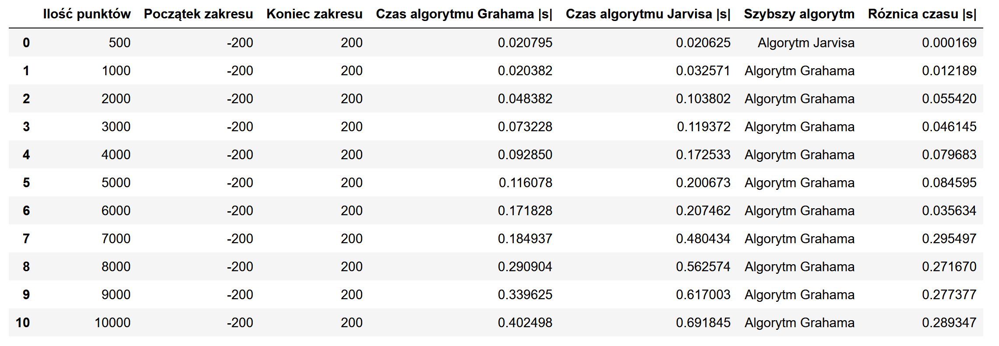 Ilość punktów Początek zakresu Koniec zakresu Czas algorytmu Grahama |s| Czas algorytmu Jarvisa |s| Szybszy algorytm Róznica czasu |s|
0 500 -200 200 0.020795 0.020625 Algorytm Jarvisa 0.000169
1 1000 -200 200 0.020382 0.032571 Algorytm Grahama 0.012189
2 2000 -200 200 0.048382 0.103802 Algorytm Grahama 0.055420
3 3000 -200 200 0.073228 0.119372 Algorytm Grahama 0.046145
4 4000 -200 200 0.092850 0.172533 Algorytm Grahama 0.079683
5 5000 -200 200 0.116078 0.200673 Algorytm Grahama 0.084595
6 6000 -200 200 0.171828 0.207462 Algorytm Grahama 0.035634
7 7000 -200 200 0.184937 0.480434 Algorytm Grahama 0.295497
8 8000 -200 200 0.290904 0.562574 Algorytm Grahama 0.271670
9 9000 -200 200 0.339625 0.617003 Algorytm Grahama 0.277377
10 10000 -200 200 0.402498 0.691845 Algorytm Grahama 0.289347